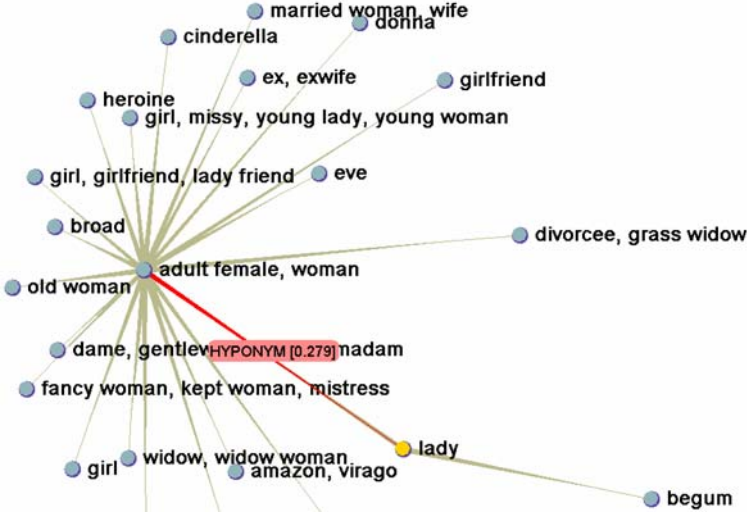 married woman, wife
donna
cinderella
ex, exwife
girlfriend
heroine
girl, missy, young lady, young woman
girl, girlfriend, lady friend
eve
broad
divorcee, grass widow
adult female, woman
old woman
dame, HYPONYM [0.279] madam
fancy woman, kept woman, mistress
lady
girl
widow, widow woman
amazon, virago
begum